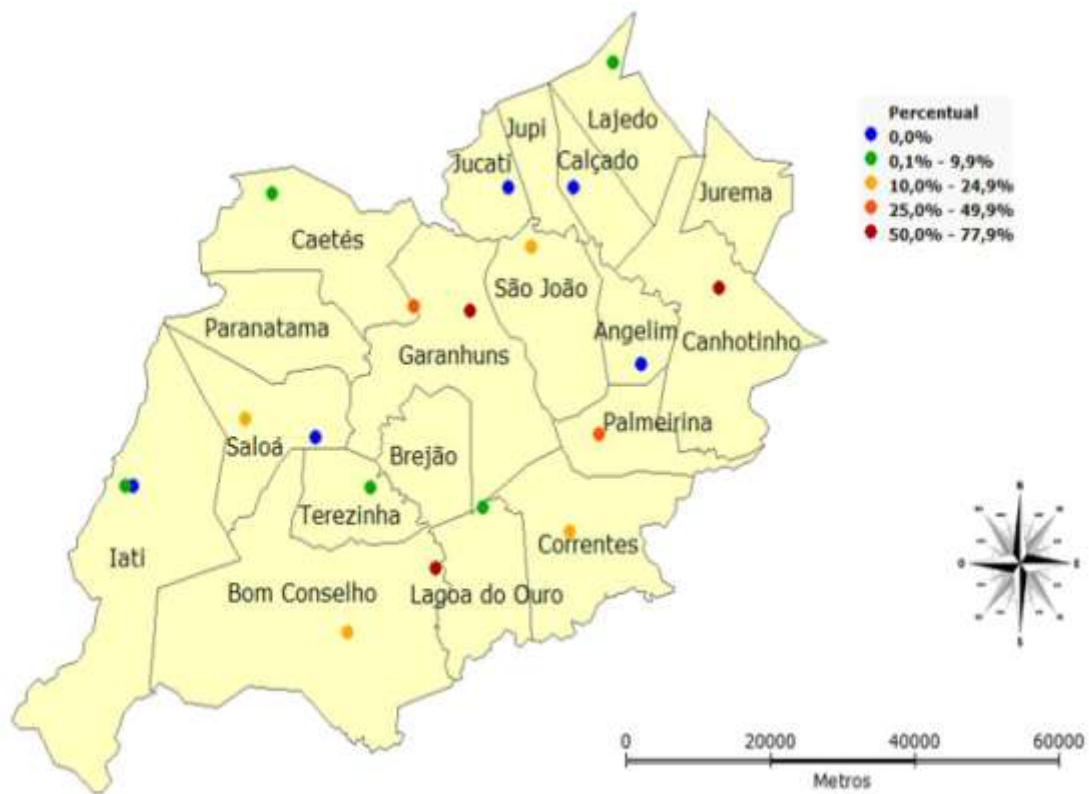 Percentual
0,0%
0,1% - 9,9%
10,0% - 24,9%
25,0% - 49,9%
50,0% - 77,9%
Lajedo
Jupi
Jucati
Calçado
Jurema
Caetés
São João
Paranatama
Angelim
Canhotinho
Garanhuns
Palmeirina
Saloá
Brejão
Terezinha
Correntes
Iati
Bom Conselho
Lagoa do Ouro
N
O
E
S
0 20000 40000 60000
Metros